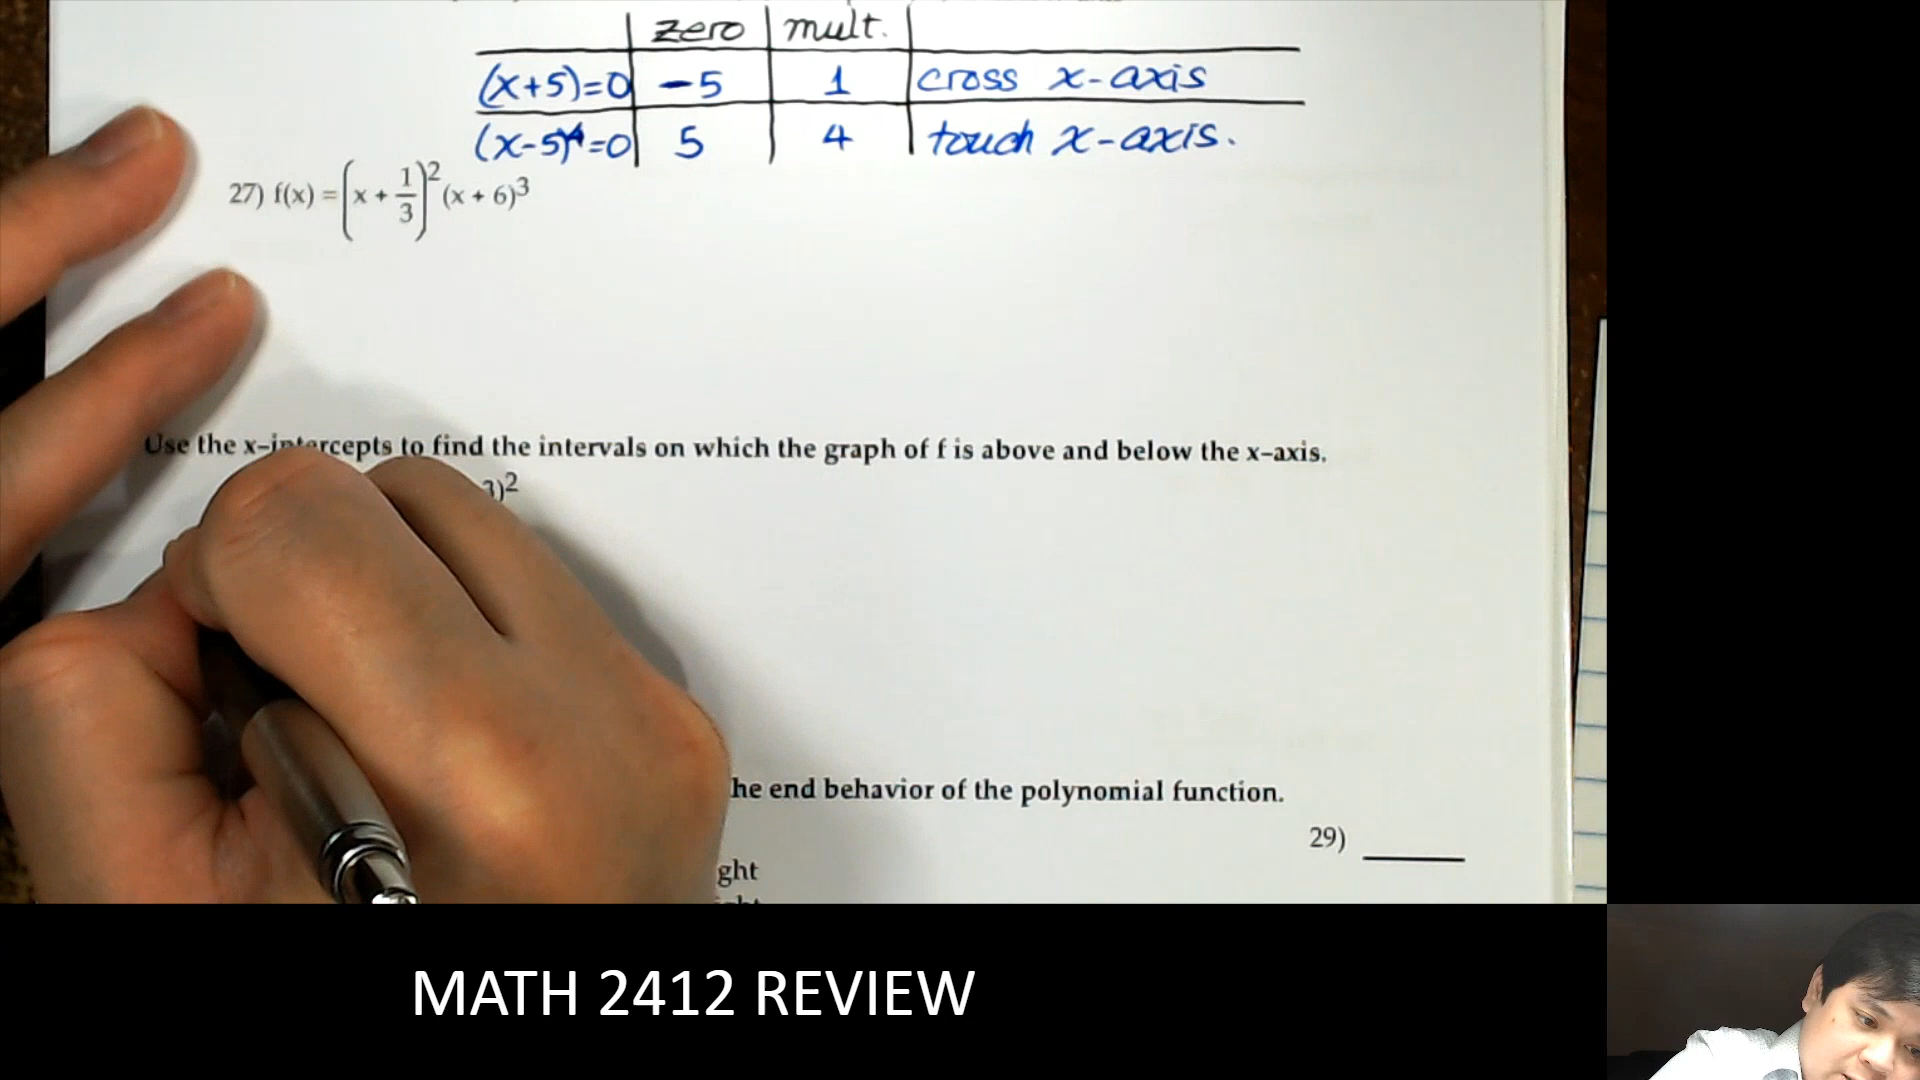 zero mult.
(x+5)=0 -5 1 cross x-axis
(x-5)⁴=0 5 4 touch x-axis.
27) f(x) = (x + 1/3)² (x + 6)³
Use the x-intercepts to find the intervals on which the graph of f is above and below the x-axis.
3)²
he end behavior of the polynomial function.
29)
ght
MATH 2412 REVIEW